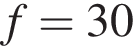 f = 30